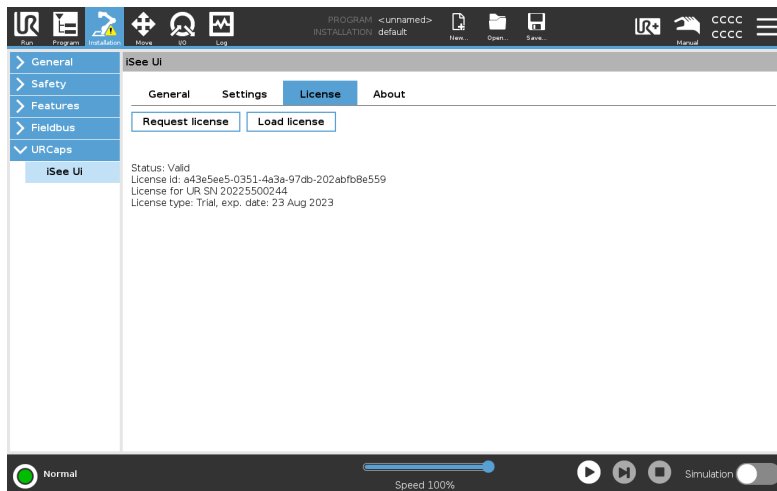 PROGRAM <unnamed>
INSTALLATION default
Run Program Installation Move I/O Log New... Open... Save... UR+ Manual CCCC
CCCC
General
Safety
Features
Fieldbus
URCaps
iSee Ui
iSee Ui
General Settings License About
Request license Load license
Status: Valid
License id: a43e5ee5-0351-4a3a-97db-202abfb8e559
License for UR SN 20225500244
License type: Trial, exp. date: 23 Aug 2023
Normal
Speed 100%
Simulation